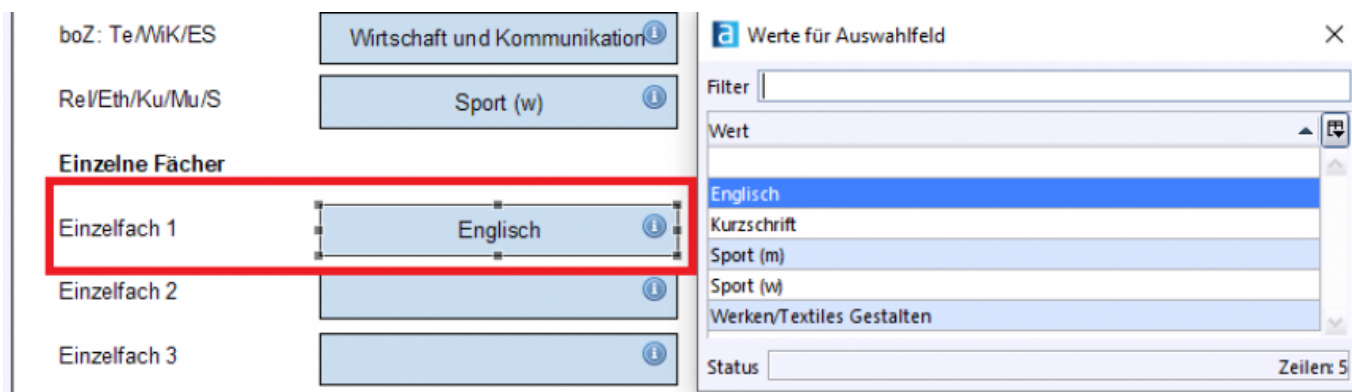 boZ: Te/WiK/ES
Wirtschaft und Kommunikation
Rel/Eth/Ku/Mu/S
Sport (w)
Einzelne Fächer
Einzelfach 1
Englisch
Einzelfach 2
Einzelfach 3
a Werte für Auswahlfeld
Filter
Wert
Englisch
Kurzschrift
Sport (m)
Sport (w)
Werken/Textiles Gestalten
Status
Zeilen: 5